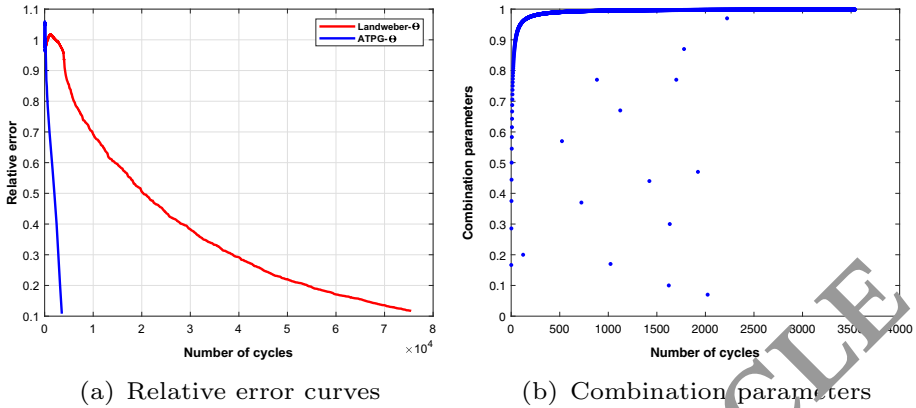 1.1
1
0.9
0.8
0.7
0.6
0.5
0.4
0.3
0.2
0.1
Relative error
Landweber-Θ
ATPG-Θ
0 1 2 3 4 5 6 7 8
Number of cycles
×10⁴
(a) Relative error curves
1
0.9
0.8
0.7
0.6
0.5
0.4
0.3
0.2
0.1
0
Combination parameters
0 500 1000 1500 2000 2500 3000 3500 4000
Number of cycles
(b) Combination parameters
CLE